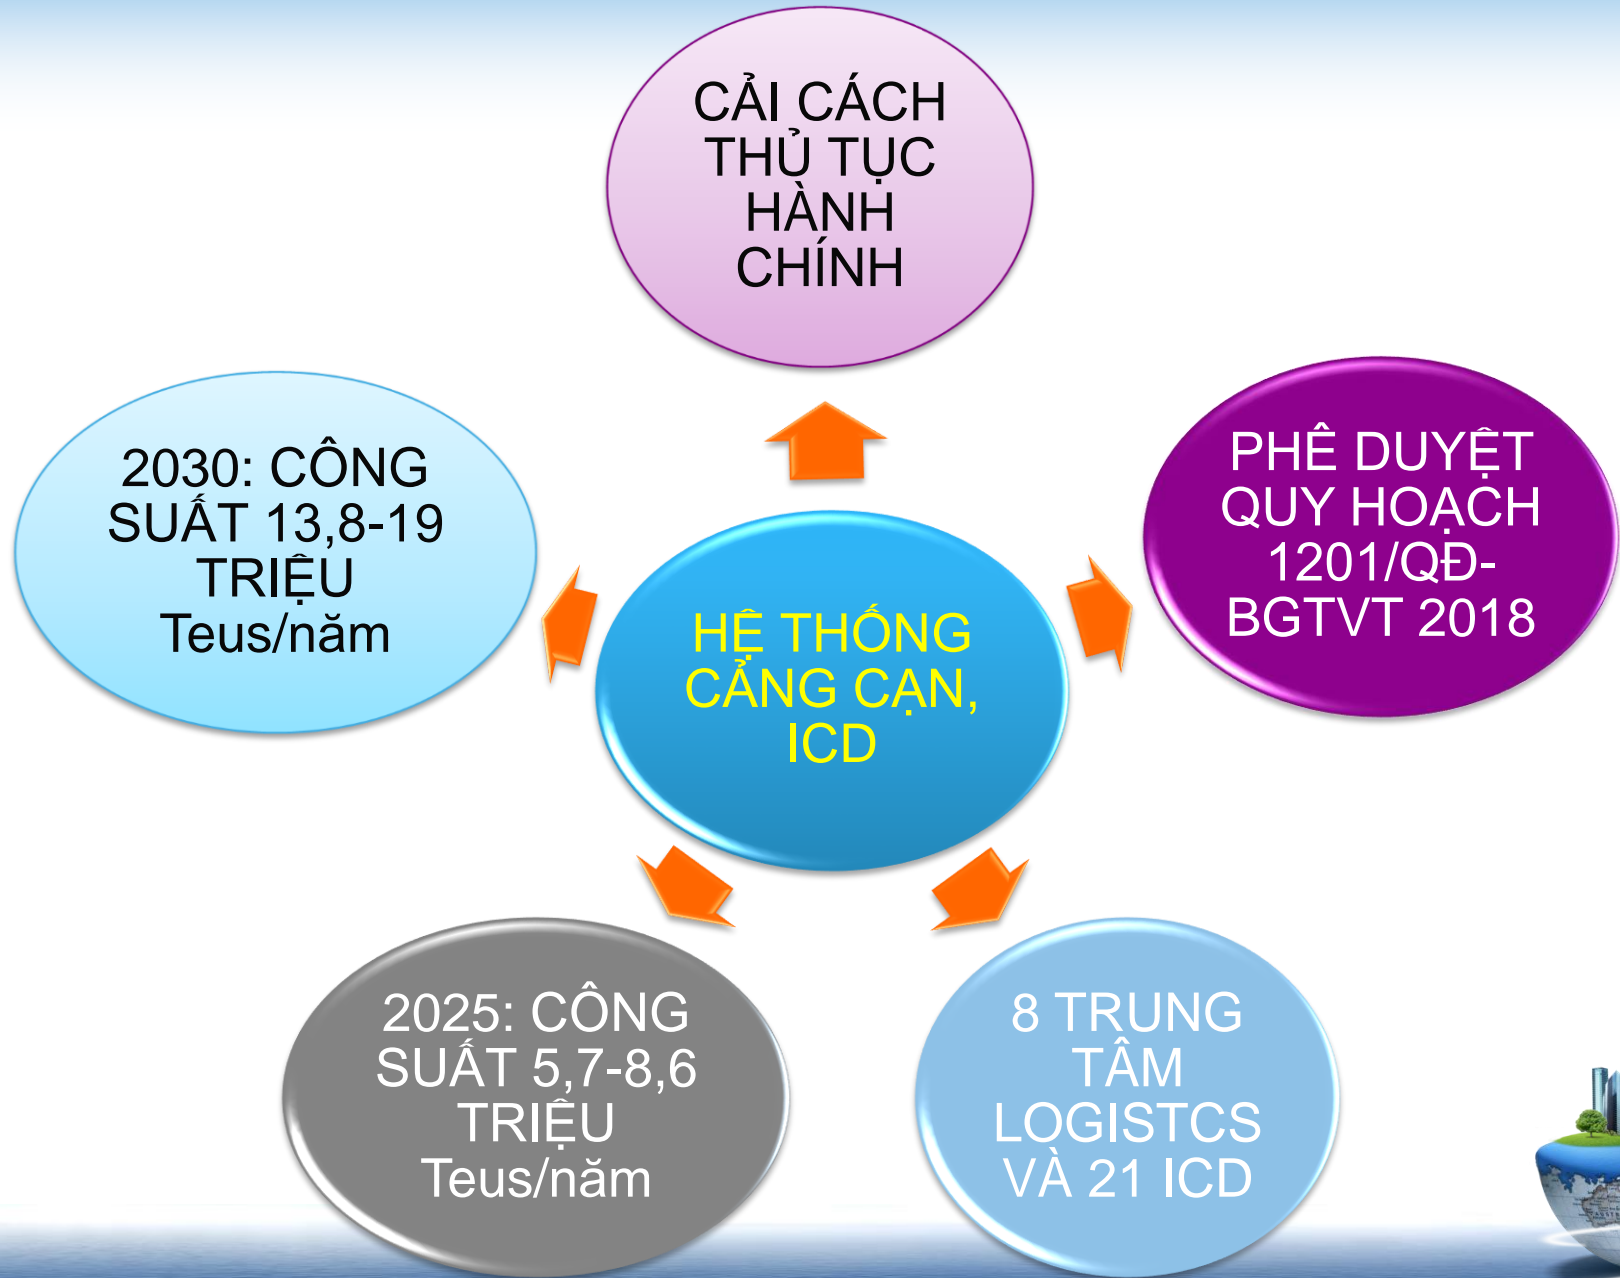 CẢI CÁCH
THỦ TỤC
HÀNH
CHÍNH
PHÊ DUYỆT
QUY HOẠCH
1201/QĐ-
BGTVT 2018
8 TRUNG
TÂM
LOGISTCS
VÀ 21 ICD
2025: CÔNG
SUẤT 5,7-8,6
TRIỆU
Teus/năm
2030: CÔNG
SUẤT 13,8-19
TRIỆU
Teus/năm
HỆ THỐNG
CẢNG CẠN,
ICD